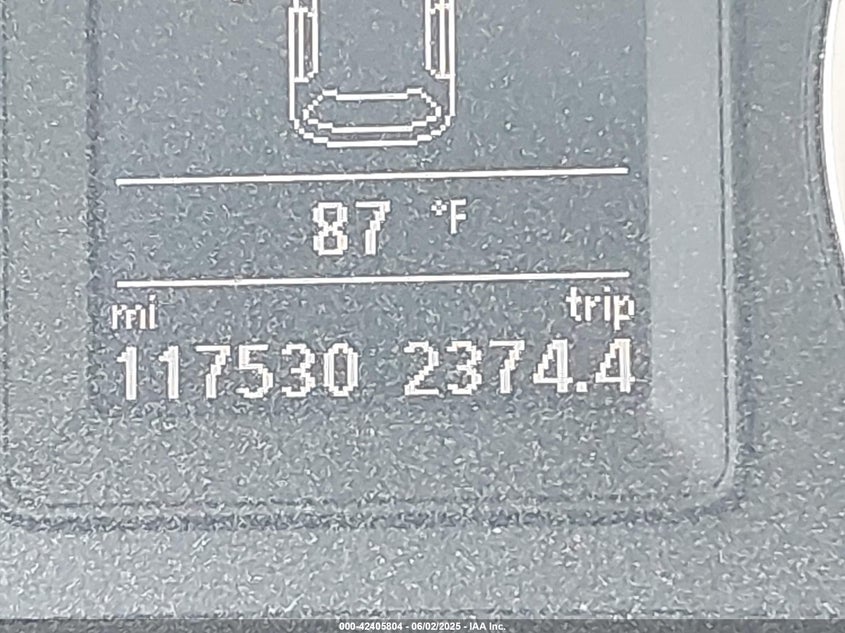 87 °F
mi trip
117530 2374.4
000-42405804 - 06/02/2025 - IAA Inc.